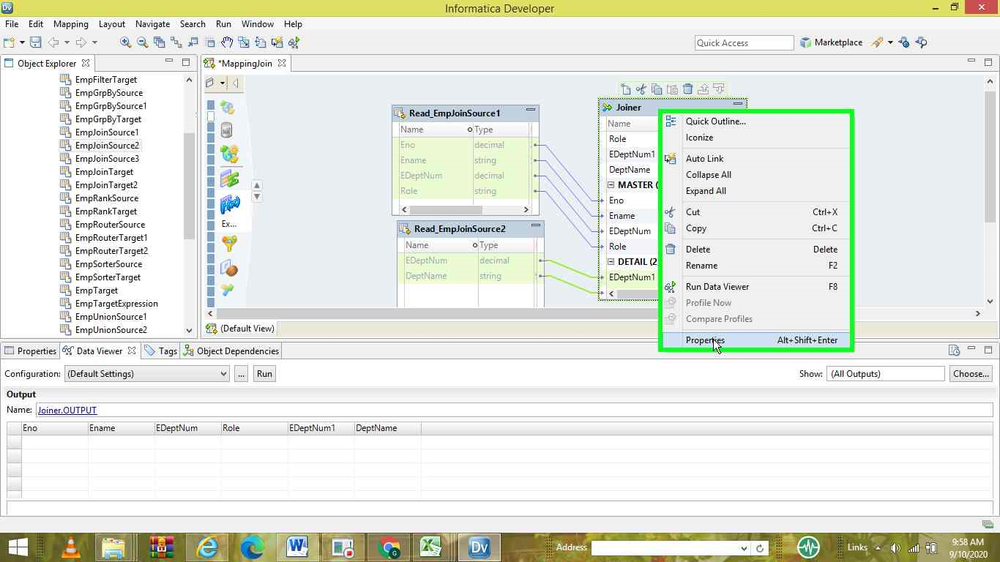 Informatica Developer
File Edit Mapping Layout Navigate Search Run Window Help
Quick Access
Marketplace
Object Explorer
*MappingJoin
EmpFilterTarget
EmpGrpBySource
EmpGrpBySource1
EmpGrpByTarget
EmpJoinSource1
EmpJoinSource2
EmpJoinSource3
EmpJoinTarget
EmpJoinTarget2
EmpRankSource
EmpRankTarget
EmpRouterSource
EmpRouterTarget1
EmpRouterTarget2
EmpSorterSource
EmpSorterTarget
EmpTarget
EmpTargetExpression
EmpUnionSource1
EmpUnionSource2
Ex...
Read_EmpJoinSource1
Name Type
Eno decimal
Ename string
EDeptNum decimal
Role string
Read_EmpJoinSource2
Name Type
EDeptNum decimal
DeptName string
Joiner
Name
Role
EDeptNum1
DeptName
MASTER (
Eno
Ename
EDeptNum
Role
DETAIL (2
EDeptNum1
Quick Outline...
Iconize
Auto Link
Collapse All
Expand All
Cut Ctrl+X
Copy Ctrl+C
Delete Delete
Rename F2
Run Data Viewer F8
Profile Now
Compare Profiles
Properties Alt+Shift+Enter
(Default View)
Properties Data Viewer Tags Object Dependencies
Configuration: (Default Settings) ... Run Show: (All Outputs) Choose...
Output
Name: Joiner.OUTPUT
Eno Ename EDeptNum Role EDeptNum1 DeptName
Dv
Address
Links
9:58 AM
9/10/2020